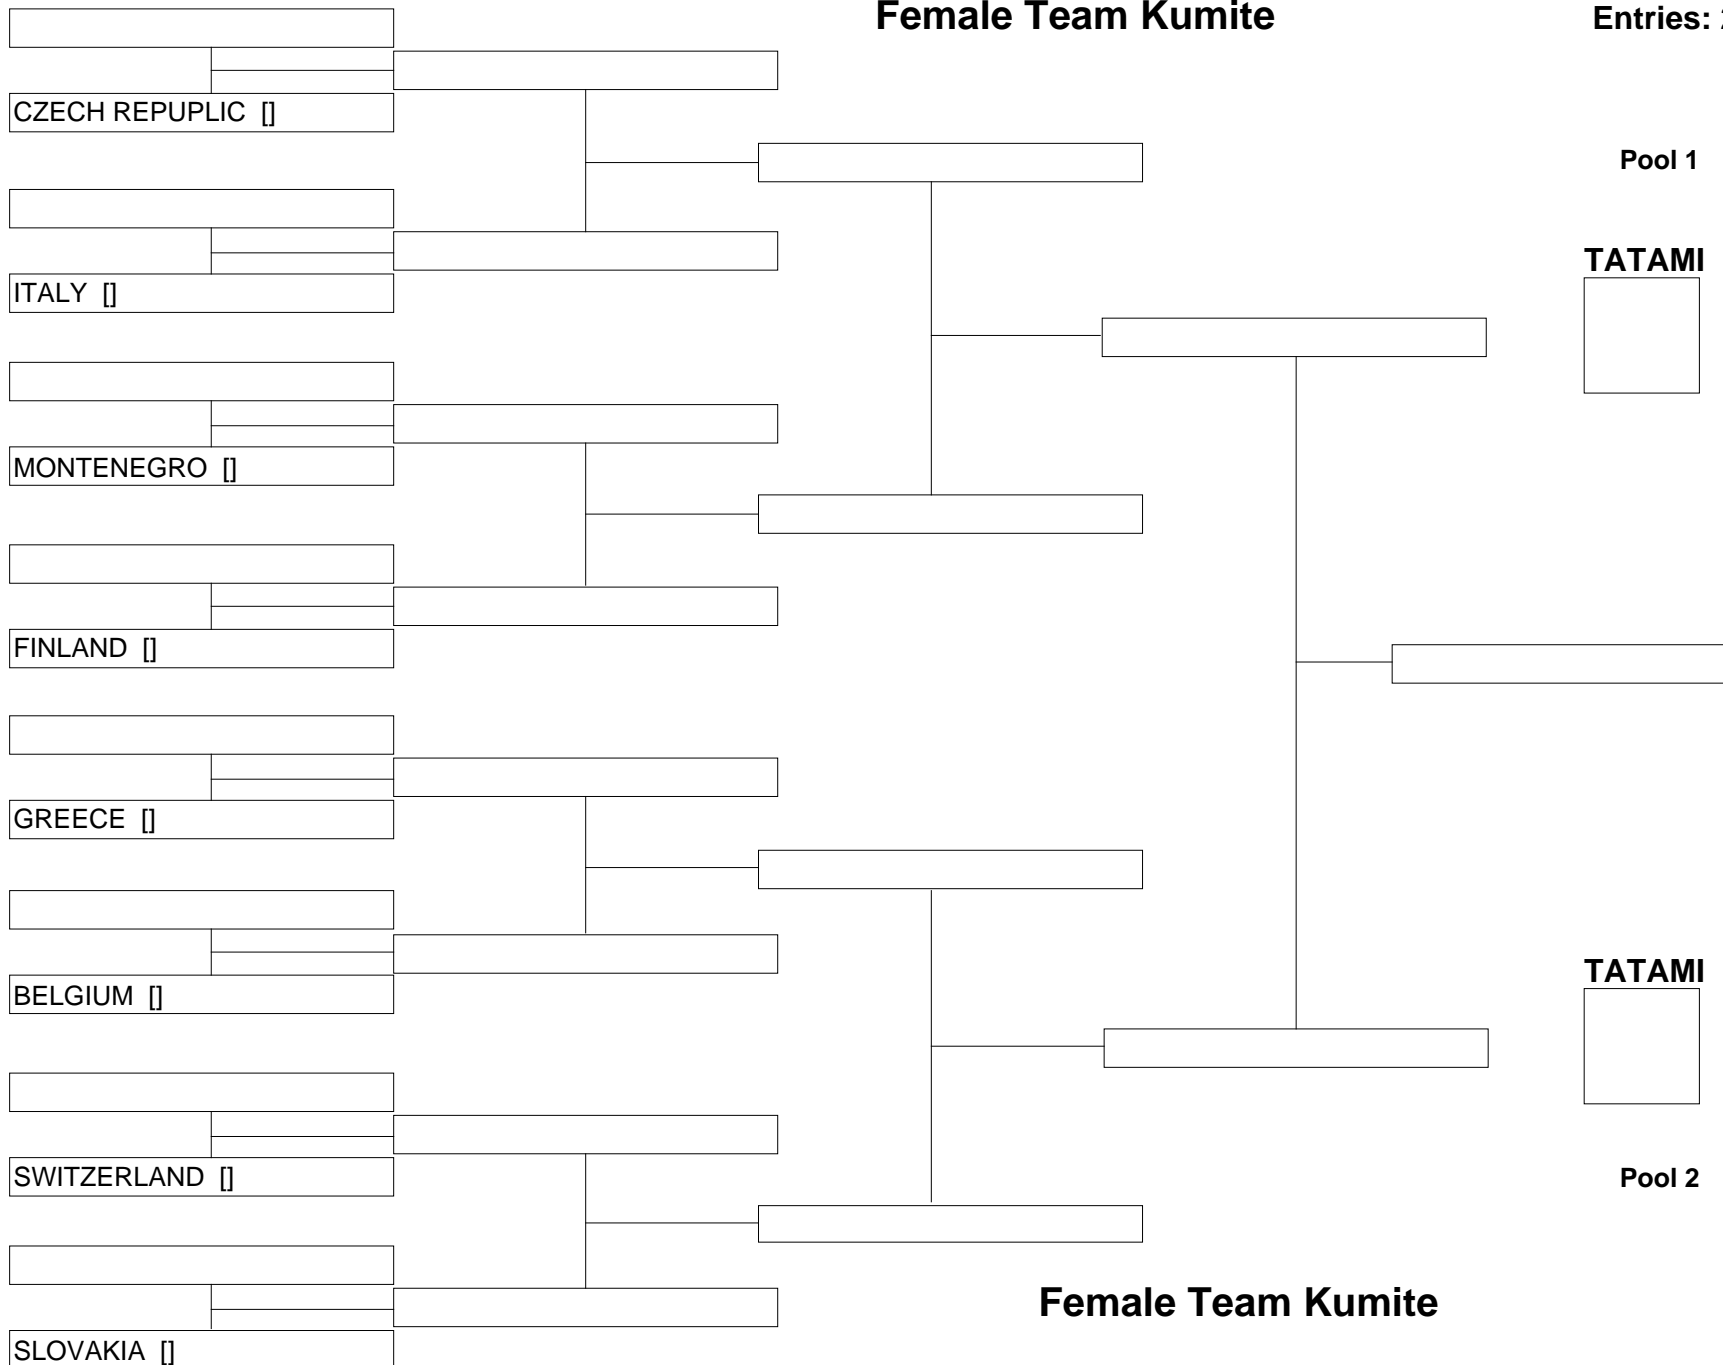 Female Team Kumite
Entries:
CZECH REPUPLIC []
Pool 1
TATAMI
ITALY []
MONTENEGRO []
FINLAND []
GREECE []
BELGIUM []
TATAMI
SWITZERLAND []
Pool 2
Female Team Kumite
SLOVAKIA []